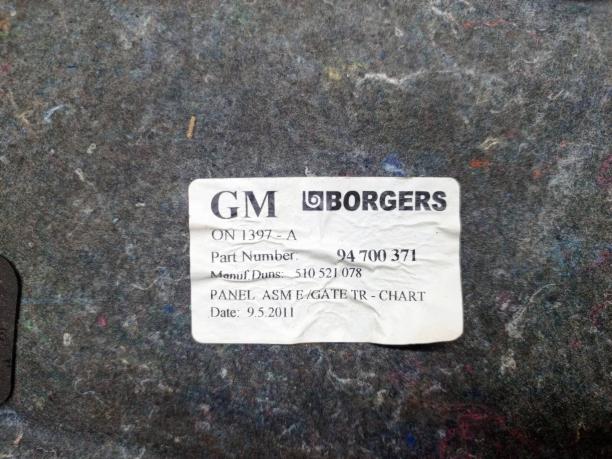 GM BORGERS
ON 1397 - A
Part Number: 94 700 371
Manuf Duns: 510 521 078
PANEL ASM E/GATE TR - CHART
Date: 9.5.2011